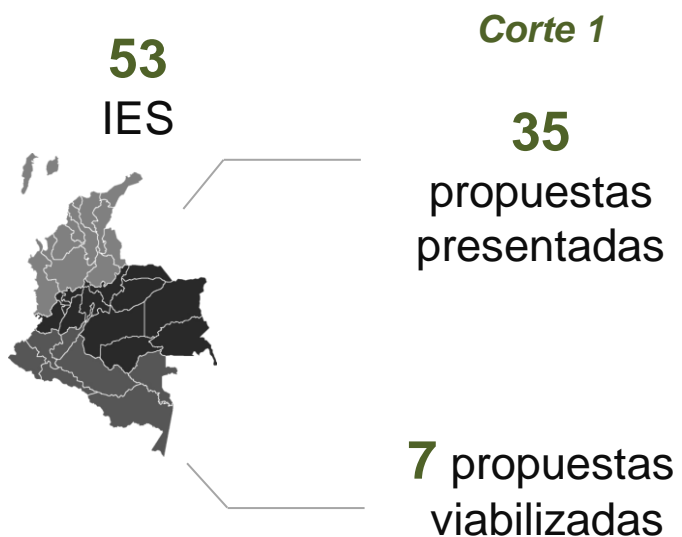 53
IES
Corte 1
35
propuestas
presentadas
7 propuestas
viabilizadas